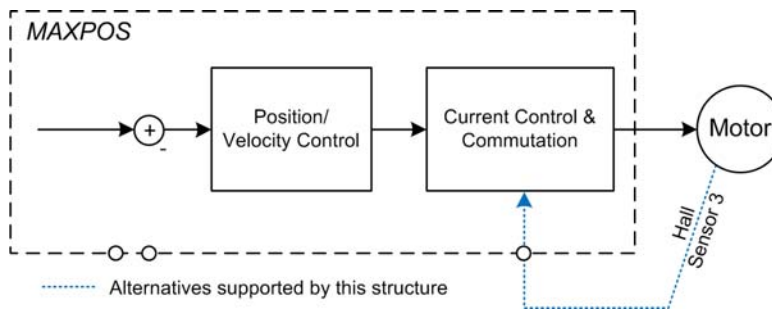 MAXPOS
Position/
Velocity Control
Current Control &
Commutation
Motor
+
-
Hall
Sensor 3
Alternatives supported by this structure